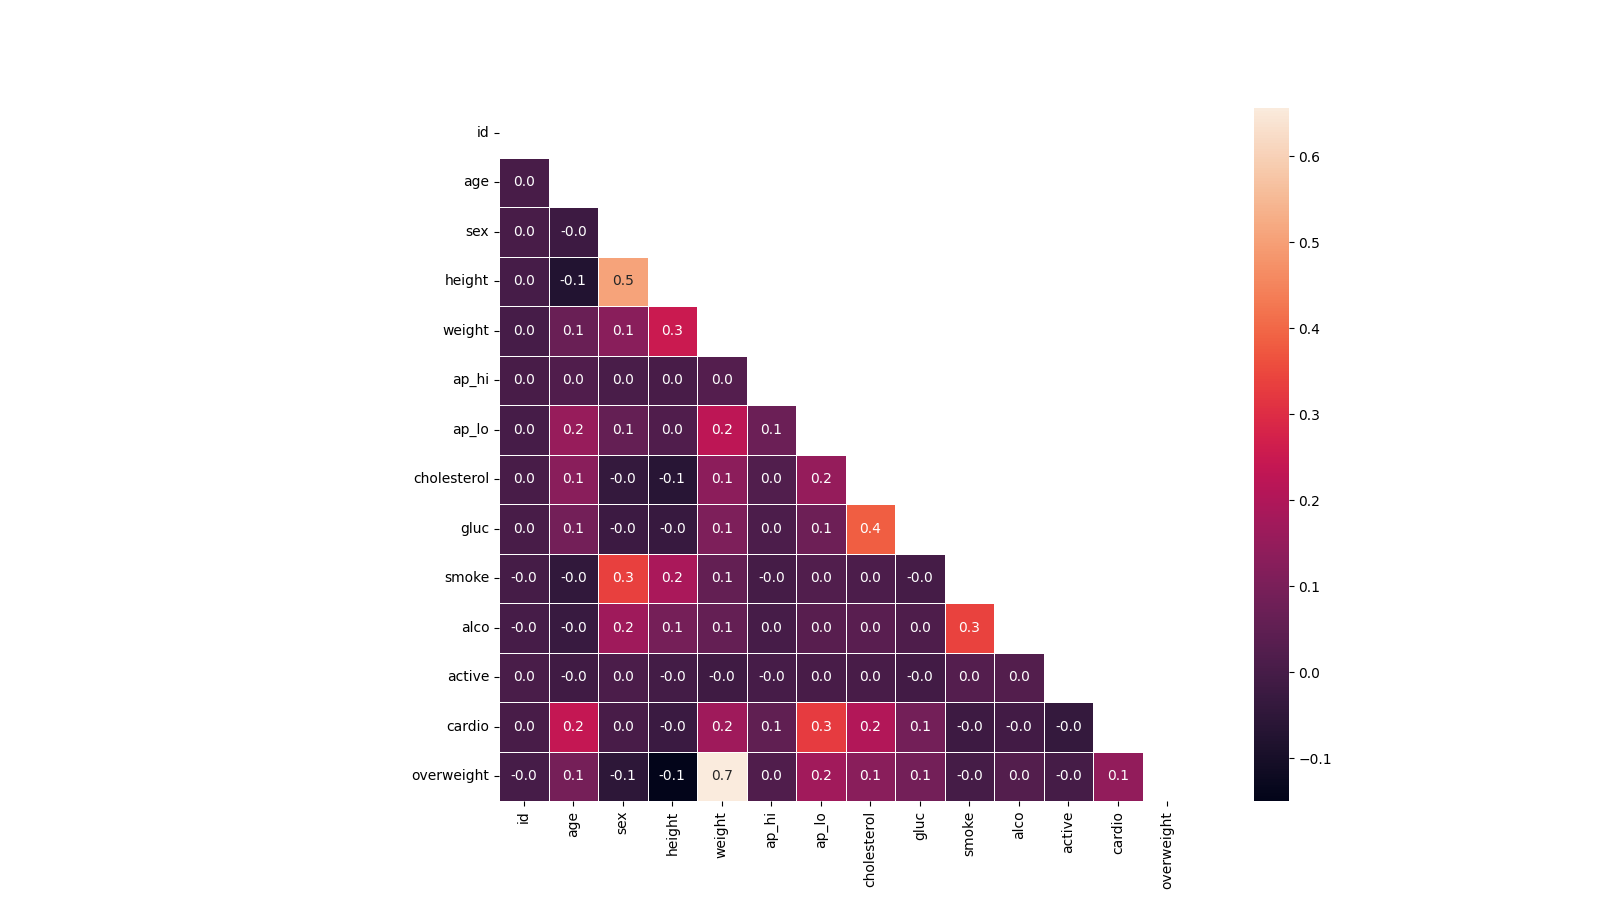 id
age 0.0
sex 0.0 -0.0
height 0.0 -0.1 0.5
weight 0.0 0.1 0.1 0.3
ap_hi 0.0 0.0 0.0 0.0 0.0
ap_lo 0.0 0.2 0.1 0.0 0.2 0.1
cholesterol 0.0 0.1 -0.0 -0.1 0.1 0.0 0.2
gluc 0.0 0.1 -0.0 -0.0 0.1 0.0 0.1 0.4
smoke -0.0 -0.0 0.3 0.2 0.1 -0.0 0.0 0.0 -0.0
alco -0.0 -0.0 0.2 0.1 0.1 0.0 0.0 0.0 0.0 0.3
active 0.0 -0.0 0.0 -0.0 -0.0 -0.0 0.0 0.0 -0.0 0.0 0.0
cardio 0.0 0.2 0.0 -0.0 0.2 0.1 0.3 0.2 0.1 -0.0 -0.0 -0.0
overweight -0.0 0.1 -0.1 -0.1 0.7 0.0 0.2 0.1 0.1 -0.0 0.0 -0.0 0.1
id age sex height weight ap_hi ap_lo cholesterol gluc smoke alco active cardio overweight
0.6
0.5
0.4
0.3
0.2
0.1
0.0
−0.1